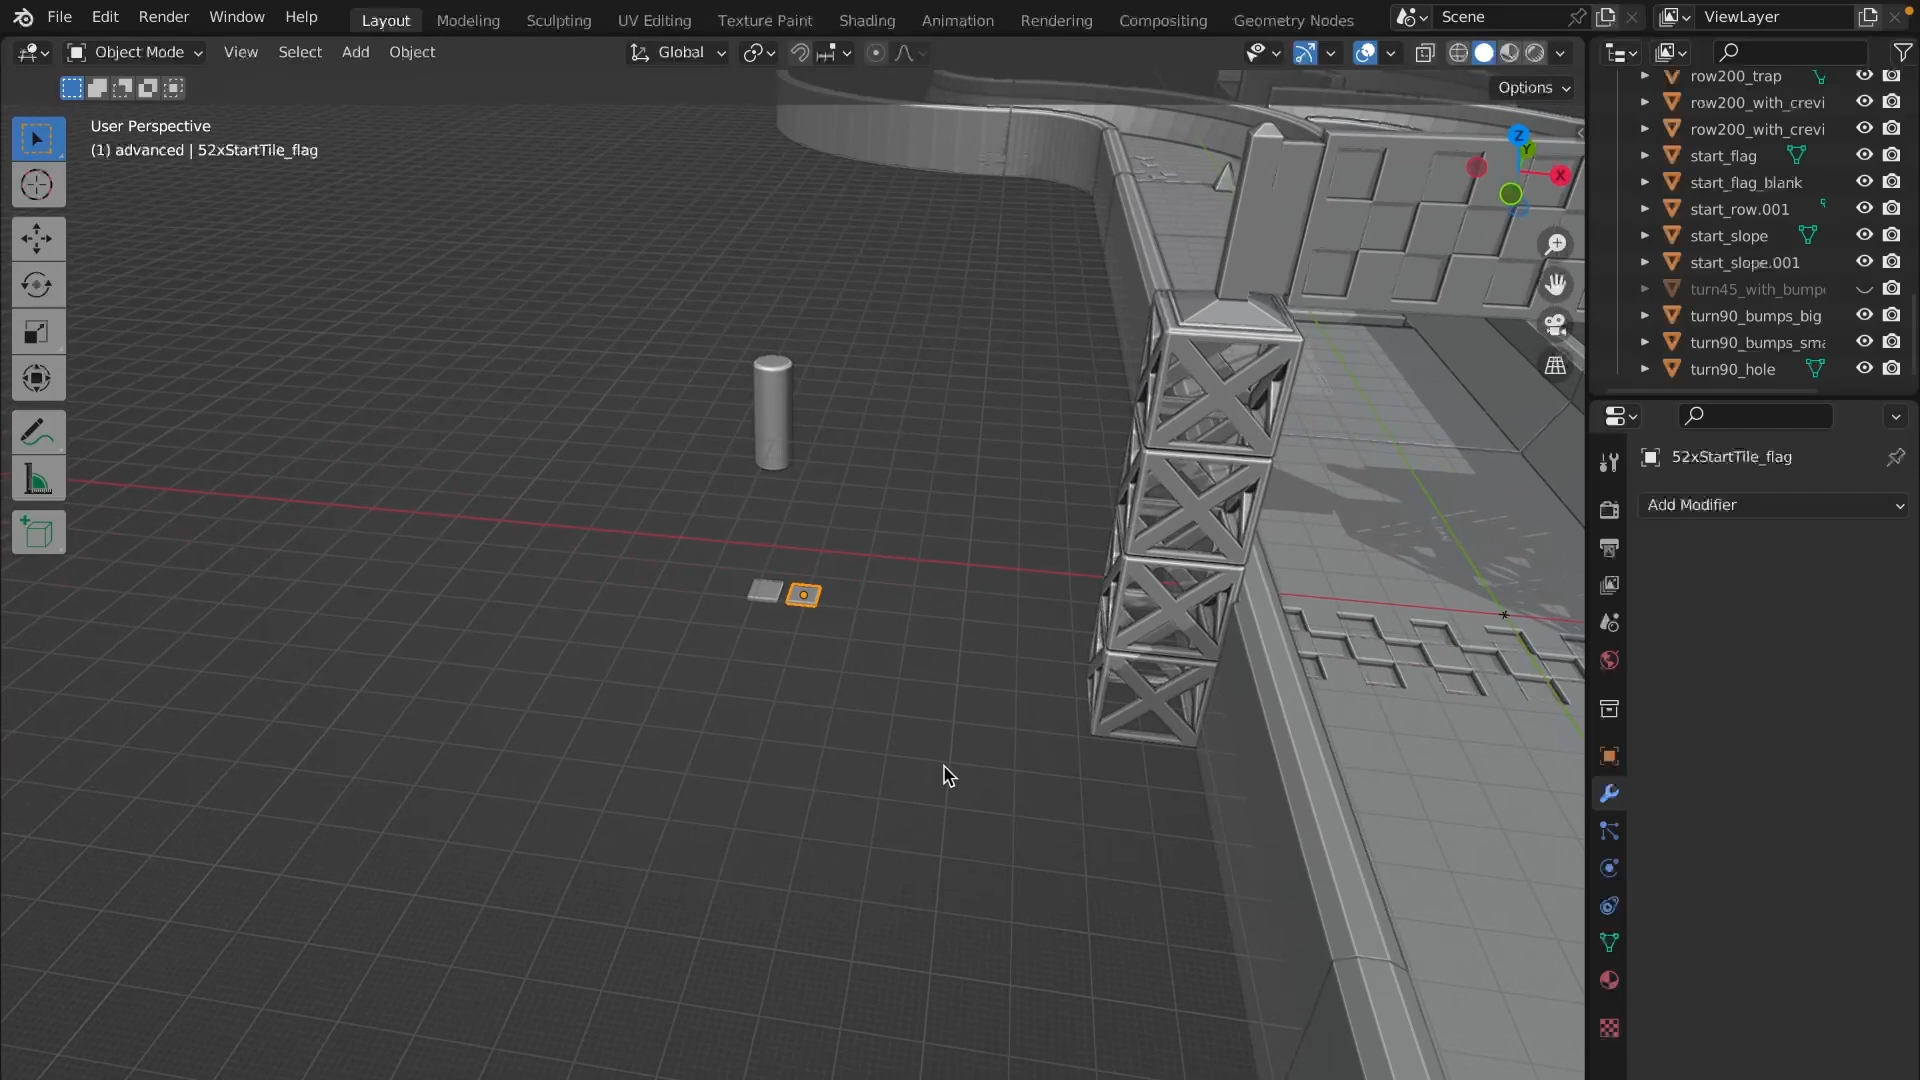 File Edit Render Window Help Layout Modeling Sculpting UV Editing Texture Paint Shading Animation Rendering Compositing Geometry Nodes Scene ViewLayer
Object Mode View Select Add Object Global
Options
User Perspective
(1) advanced | 52xStartTile_flag
Z
Y
X
row200_trap
row200_with_crevi
row200_with_crevi
start_flag
start_flag_blank
start_row.001
start_slope
start_slope.001
turn45_with_bump
turn90_bumps_big
turn90_bumps_sma
turn90_hole
52xStartTile_flag
Add Modifier